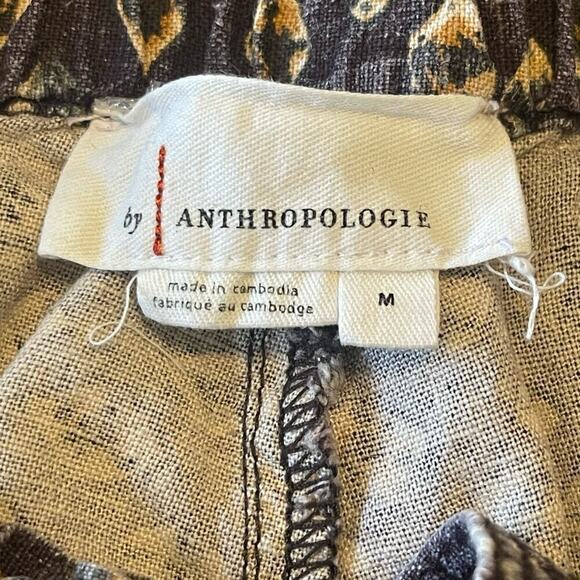 by ANTHROPOLOGIE
made in cambodia
fabriqué au cambodge
M